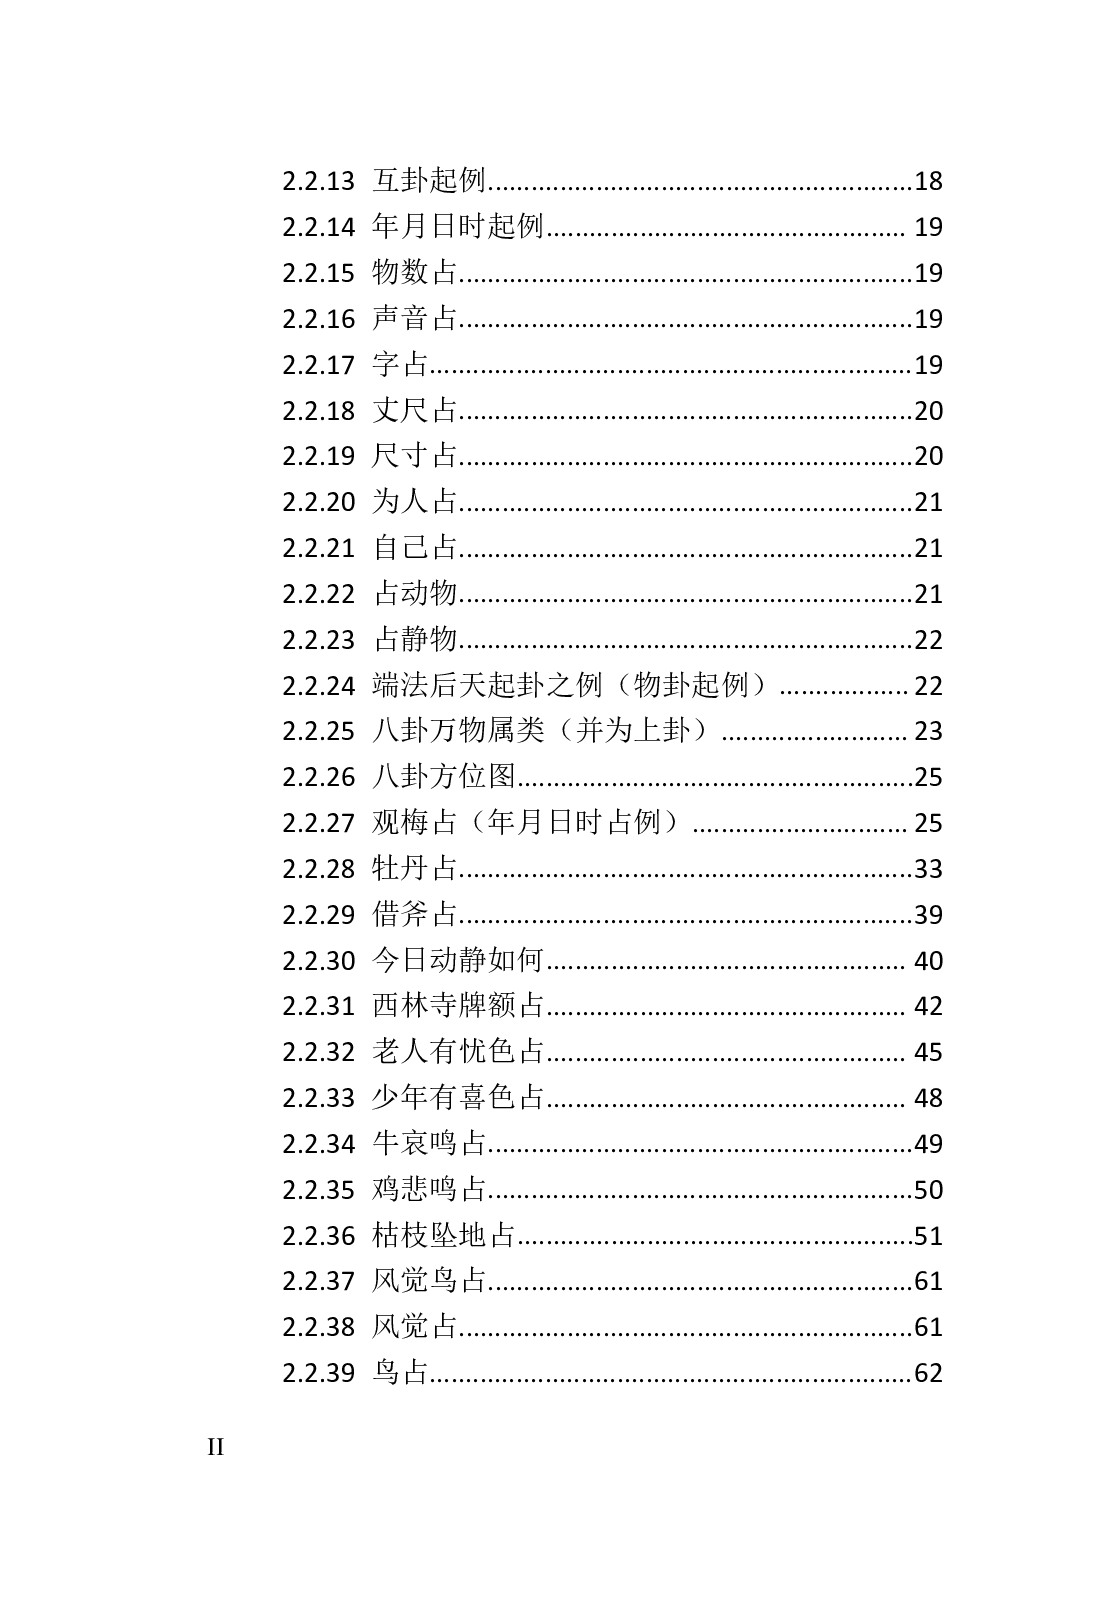 2.2.13 互卦起例..........................................................18
2.2.14 年月日时起例.................................................. 19
2.2.15 物数占..............................................................19
2.2.16 声音占..............................................................19
2.2.17 字占..................................................................19
2.2.18 丈尺占..............................................................20
2.2.19 尺寸占..............................................................20
2.2.20 为人占..............................................................21
2.2.21 自己占..............................................................21
2.2.22 占动物..............................................................21
2.2.23 占静物..............................................................22
2.2.24 端法后天起卦之例（物卦起例）.................. 22
2.2.25 八卦万物属类（并为上卦）.......................... 23
2.2.26 八卦方位图......................................................25
2.2.27 观梅占（年月日时占例）.............................. 25
2.2.28 牡丹占..............................................................33
2.2.29 借斧占..............................................................39
2.2.30 今日动静如何.................................................. 40
2.2.31 西林寺牌额占.................................................. 42
2.2.32 老人有忧色占.................................................. 45
2.2.33 少年有喜色占.................................................. 48
2.2.34 牛哀鸣占..........................................................49
2.2.35 鸡悲鸣占..........................................................50
2.2.36 枯枝坠地占......................................................51
2.2.37 风觉鸟占..........................................................61
2.2.38 风觉占..............................................................61
2.2.39 鸟占..................................................................62
II